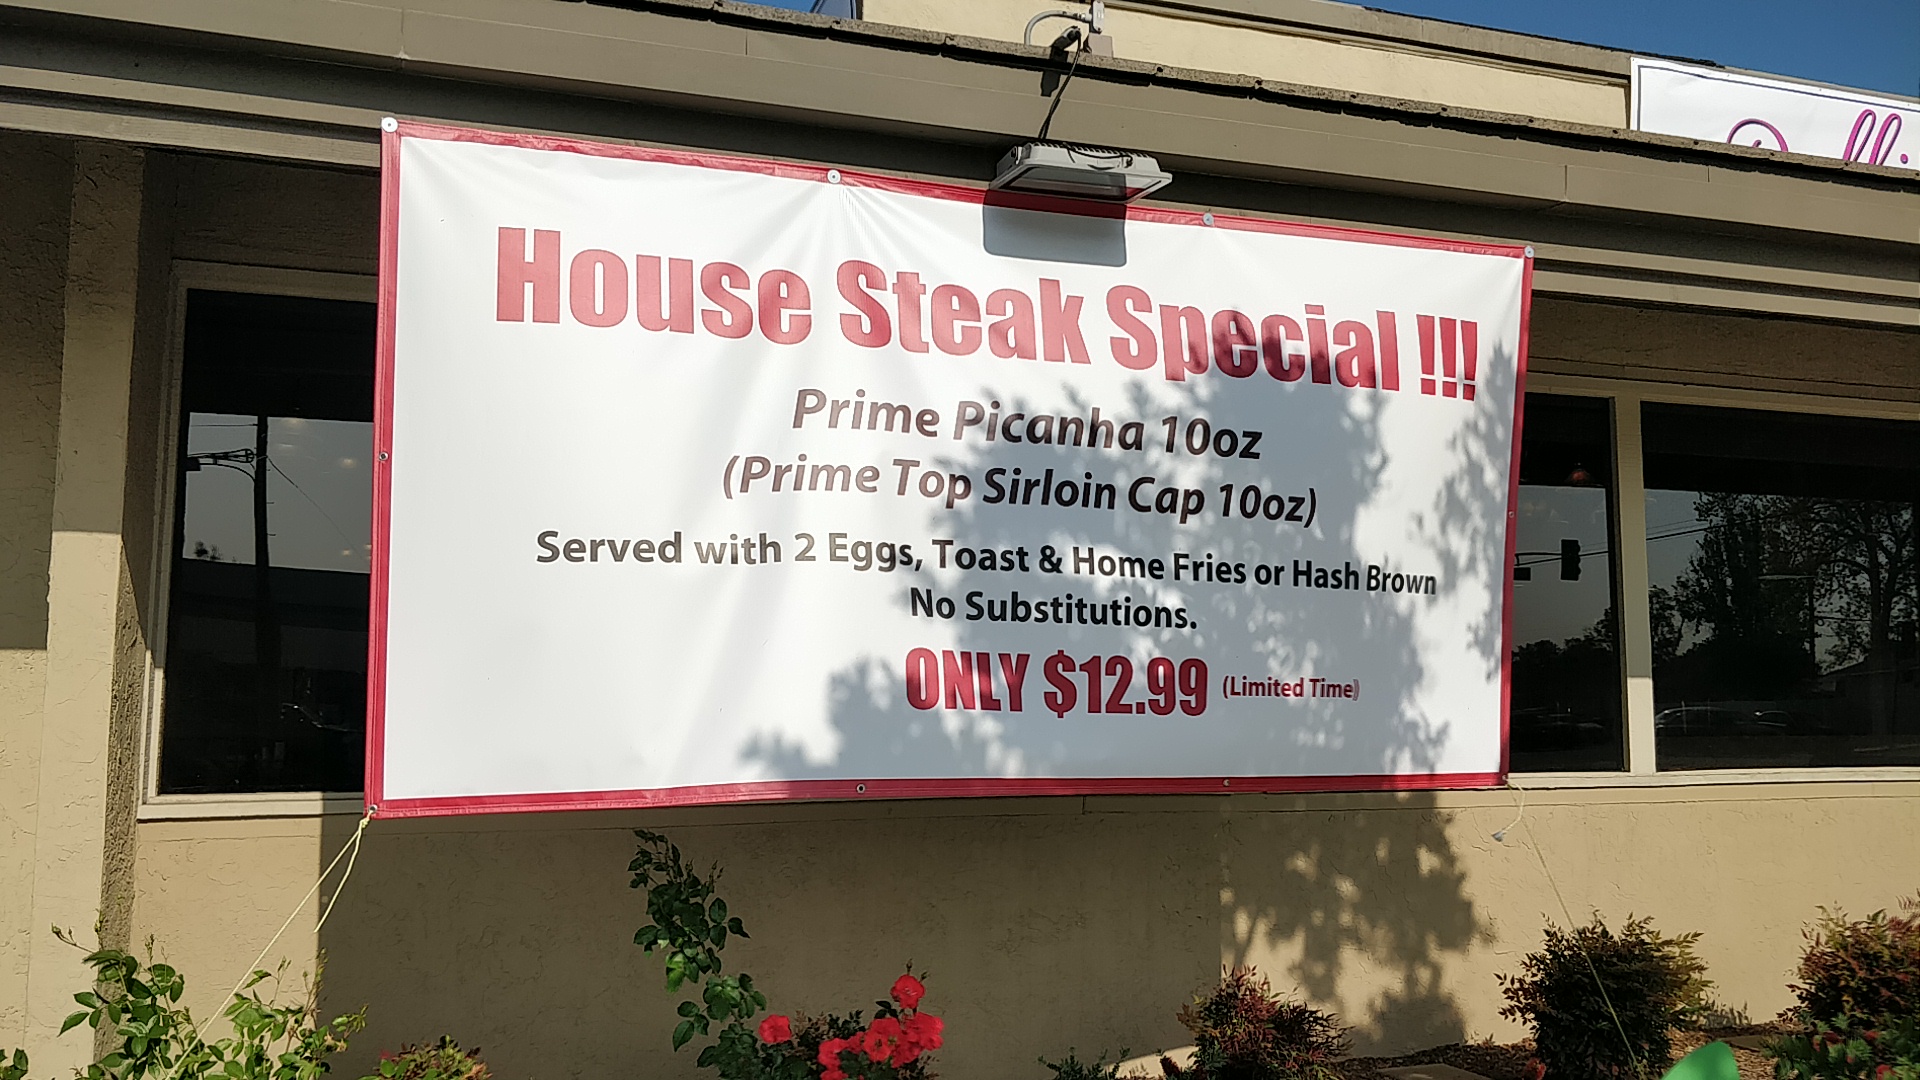 House Steak Special !!!
Prime Picanha 10oz
(Prime Top Sirloin Cap 10oz)
Served with 2 Eggs, Toast & Home Fries or Hash Brown
No Substitutions.
ONLY $12.99 (Limited Time)